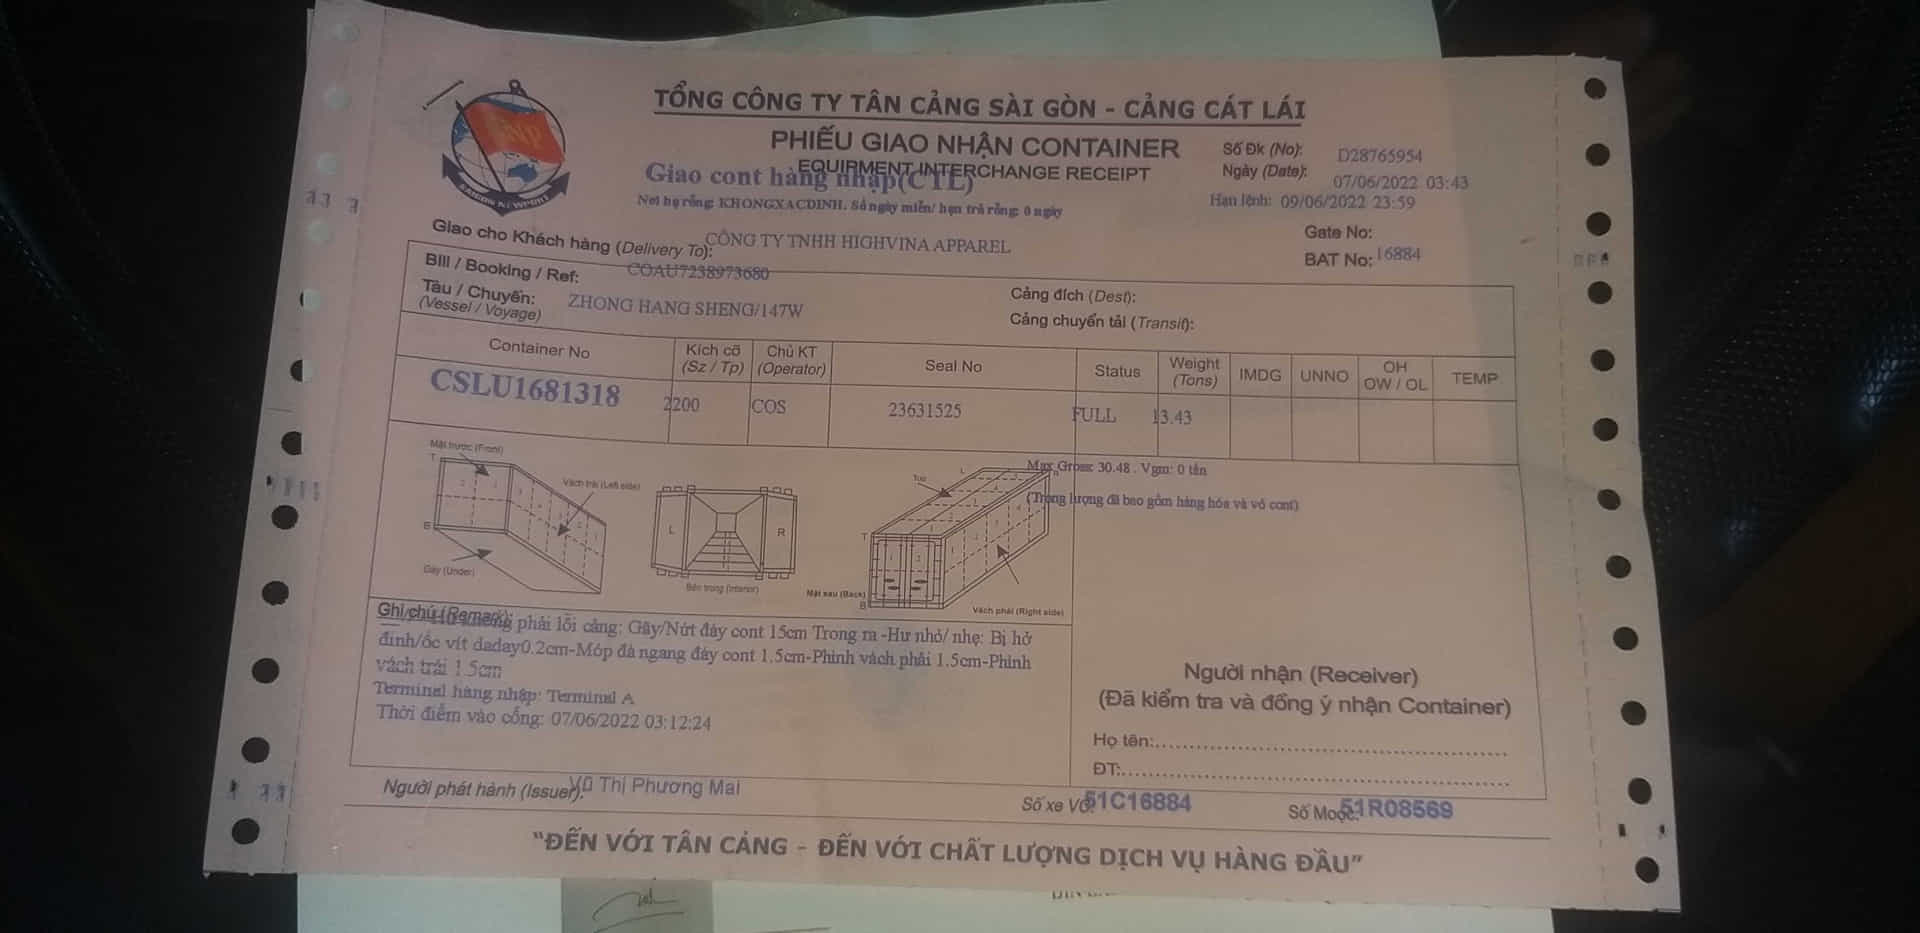 TỔNG CÔNG TY TÂN CẢNG SÀI GÒN - CẢNG CÁT LÁI
PHIẾU GIAO NHẬN CONTAINER
EQUIRMENT INTERCHANGE RECEIPT
Giao cont hàng nhập(CTL)
Nơi hạ rỗng: KHONGXACDINH. Số ngày miễn/ hạn trả rỗng: 0 ngày
Số Đk (No): D28765954
Ngày (Date): 07/06/2022 03:43
Hạn lệnh: 09/06/2022 23:59
SNP
SAIGON NEWPORT
Giao cho Khách hàng (Delivery To): CÔNG TY TNHH HIGHVINA APPAREL
Gate No:
BAT No: 16884
Bill / Booking / Ref: COAU7238973680
Tàu / Chuyến: ZHONG HANG SHENG/147W
(Vessel / Voyage)
Cảng đích (Dest):
Cảng chuyển tải (Transit):
Container No Kích cỡ (Sz / Tp) Chủ KT (Operator) Seal No Status Weight (Tons) IMDG UNNO OH OW / OL TEMP
CSLU1681318 2200 COS 23631525 FULL 13.43
Max Gross: 30.48 . Vgm: 0 tấn
(Trọng lượng đã bao gồm hàng hóa và vỏ cont)
Mặt trước (Front)
T
Vách trái (Left side)
B
Gầy (Under)
L
R
Bên trong (Interior)
Top
L
T
Mặt sau (Back)
B
Vách phải (Right side)
Ghi chú (Remark): phải lỗi cảng: Gãy/Nứt đáy cont 15cm Trong ra -Hư nhỏ/ nhẹ: Bị hở
đinh/ốc vít daday0.2cm-Móp đà ngang đáy cont 1.5cm-Phình vách phải 1.5cm-Phình
vách trái 1.5cm
Terminal hàng nhập: Terminal A
Thời điểm vào cổng: 07/06/2022 03:12:24
Người nhận (Receiver)
(Đã kiểm tra và đồng ý nhận Container)
Họ tên:
ĐT:
Người phát hành (Issuer): Vũ Thị Phương Mai
Số xe VC: 51C16884
Số Mooc: 51R08569
“ĐẾN VỚI TÂN CẢNG - ĐẾN VỚI CHẤT LƯỢNG DỊCH VỤ HÀNG ĐẦU”